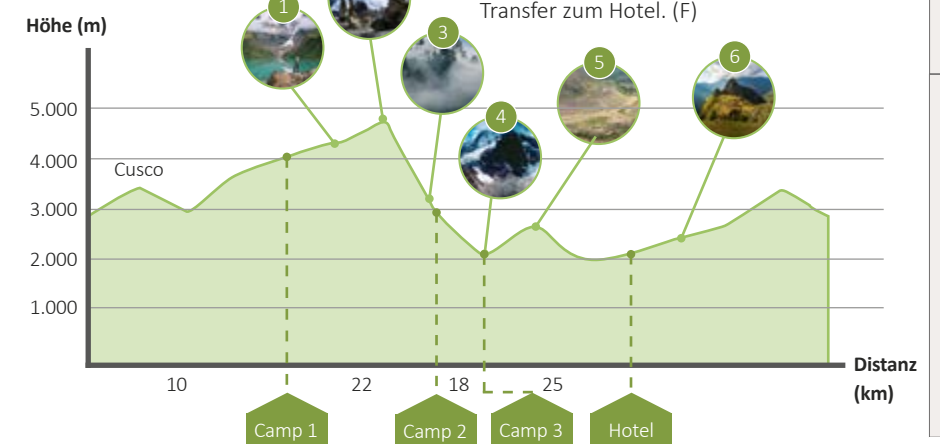 Transfer zum Hotel. (F)
Höhe (m)
1
3
5
6
4
5.000
4.000
3.000
2.000
1.000
Cusco
Distanz
(km)
10
22
18
25
Camp 1
Camp 2
Camp 3
Hotel